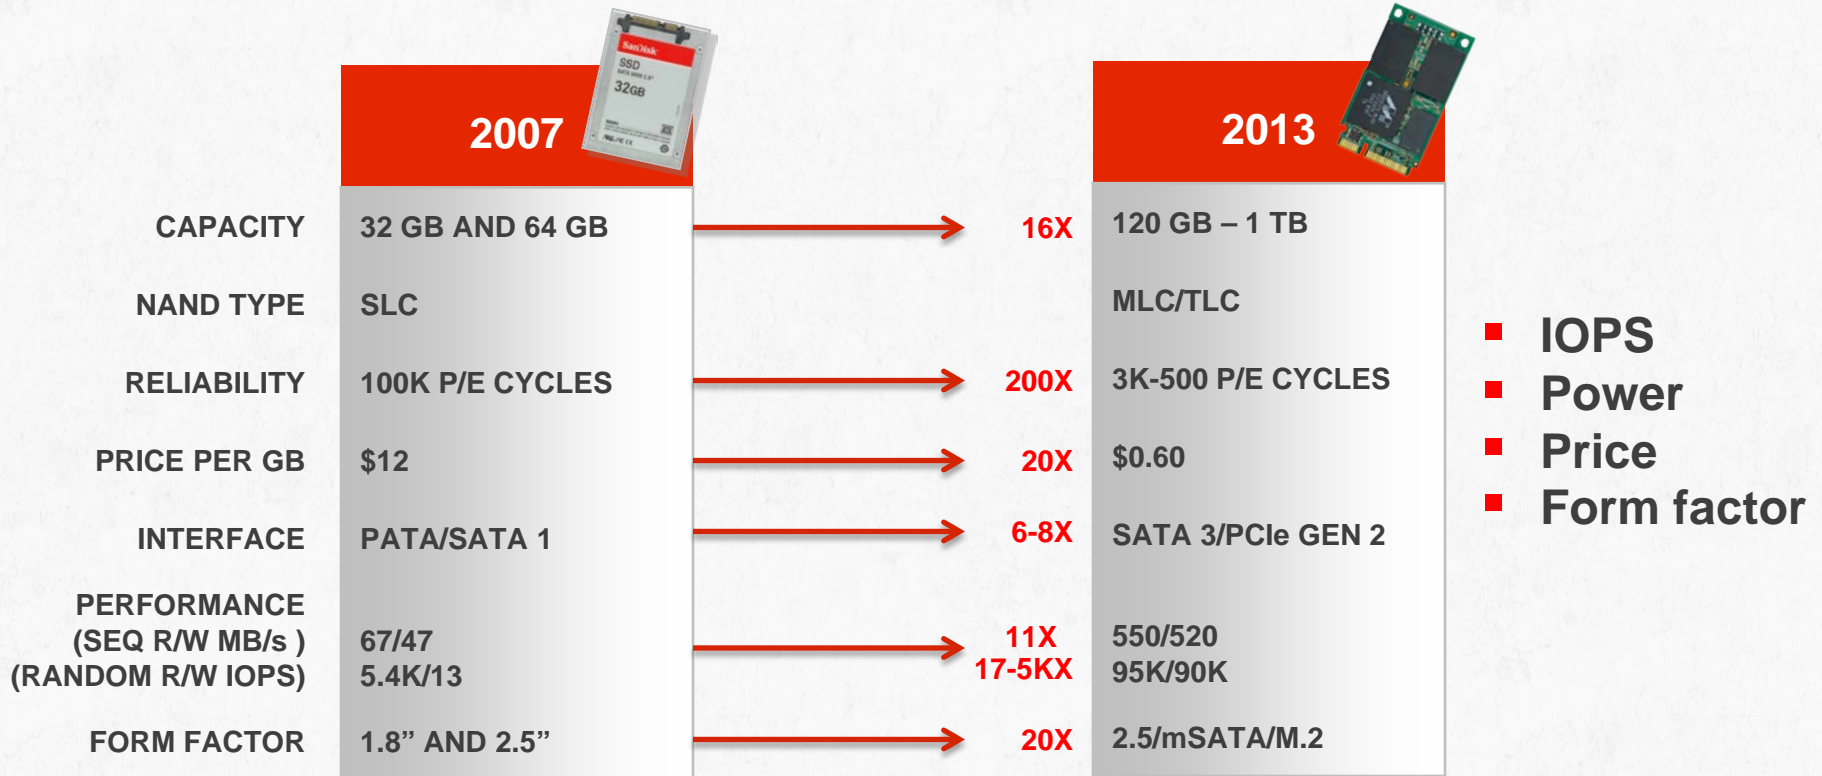 SanDisk
SSD
SATA 5000 2.5"
32GB
2007
2013
CAPACITY 32 GB AND 64 GB 16X 120 GB – 1 TB
NAND TYPE SLC MLC/TLC
RELIABILITY 100K P/E CYCLES 200X 3K-500 P/E CYCLES
PRICE PER GB $12 20X $0.60
INTERFACE PATA/SATA 1 6-8X SATA 3/PCIe GEN 2
PERFORMANCE
(SEQ R/W MB/s ) 67/47 11X 550/520
(RANDOM R/W IOPS) 5.4K/13 17-5KX 95K/90K
FORM FACTOR 1.8” AND 2.5” 20X 2.5/mSATA/M.2
▪ IOPS
▪ Power
▪ Price
▪ Form factor